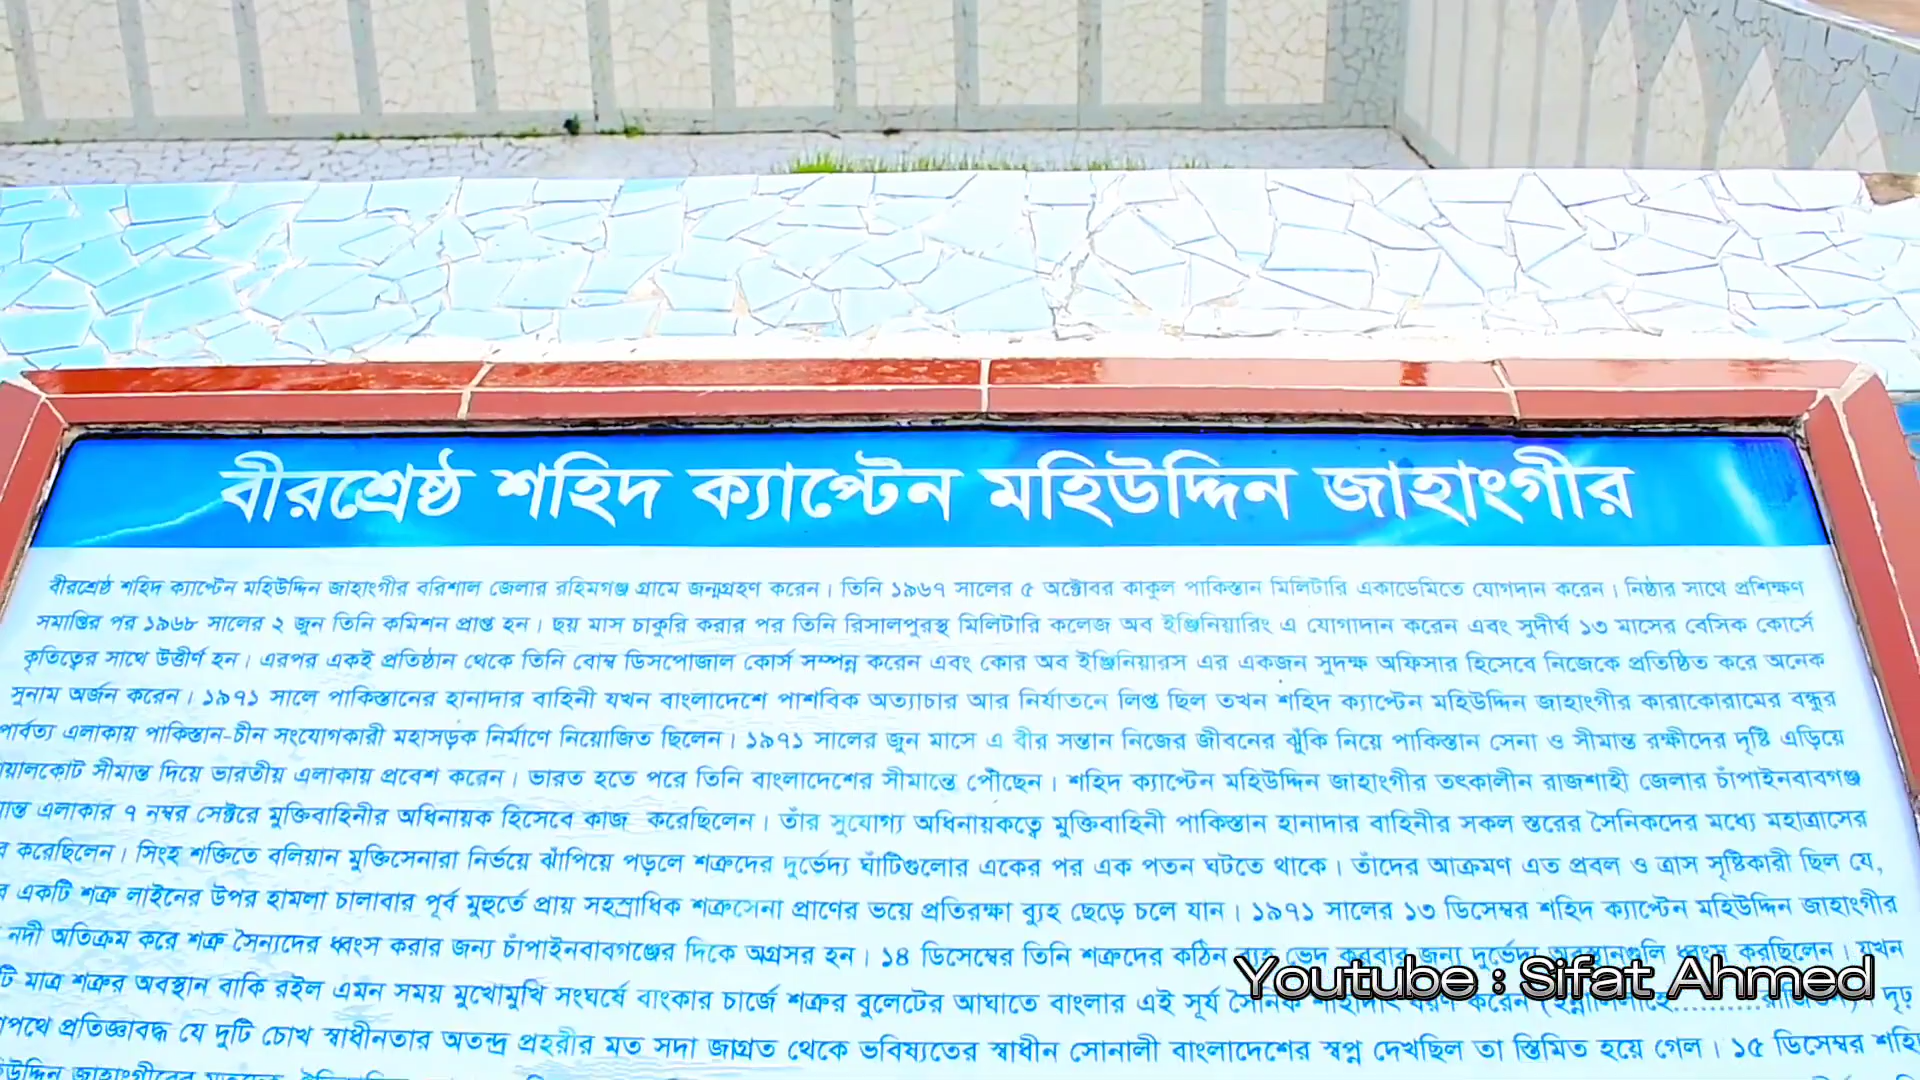 বীরশ্রেষ্ঠ শহিদ ক্যাপ্টেন মহিউদ্দিন জাহাংগীর
বীরশ্রেষ্ঠ শহিদ ক্যাপ্টেন মহিউদ্দিন জাহাংগীর বরিশাল জেলার রহিমগঞ্জ গ্রামে জন্মগ্রহণ করেন। তিনি ১৯৬৭ সালের ৫ অক্টোবর কাকুল পাকিস্তান মিলিটারি একাডেমিতে যোগদান করেন। নিষ্ঠার সাথে প্রশিক্ষণ
সমাপ্তির পর ১৯৬৮ সালের ২ জুন তিনি কমিশন প্রাপ্ত হন। ছয় মাস চাকুরি করার পর তিনি রিসালপুরস্থ মিলিটারি কলেজ অব ইঞ্জিনিয়ারিং এ যোগাদান করেন এবং সুদীর্ঘ ১৩ মাসের বেসিক কোর্সে
কৃতিত্বের সাথে উত্তীর্ণ হন। এরপর একই প্রতিষ্ঠান থেকে তিনি বোম্ব ডিসপোজাল কোর্স সম্পন্ন করেন এবং কোর অব ইঞ্জিনিয়ারস এর একজন সুদক্ষ অফিসার হিসেবে নিজেকে প্রতিষ্ঠিত করে অনেক
সুনাম অর্জন করেন। ১৯৭১ সালে পাকিস্তানের হানাদার বাহিনী যখন বাংলাদেশে পাশবিক অত্যাচার আর নির্যাতনে লিপ্ত ছিল তখন শহিদ ক্যাপ্টেন মহিউদ্দিন জাহাংগীর কারাকোরামের বন্ধুর
পার্বত্য এলাকায় পাকিস্তান-চীন সংযোগকারী মহাসড়ক নির্মাণে নিয়োজিত ছিলেন। ১৯৭১ সালের জুন মাসে এ বীর সন্তান নিজের জীবনের ঝুঁকি নিয়ে পাকিস্তান সেনা ও সীমান্ত রক্ষীদের দৃষ্টি এড়িয়ে
য়ালকোট সীমান্ত দিয়ে ভারতীয় এলাকায় প্রবেশ করেন। ভারত হতে পরে তিনি বাংলাদেশের সীমান্তে পৌঁছেন। শহিদ ক্যাপ্টেন মহিউদ্দিন জাহাংগীর তৎকালীন রাজশাহী জেলার চাঁপাইনবাবগঞ্জ
এলাকার ৭ নম্বর সেক্টরে মুক্তিবাহিনীর অধিনায়ক হিসেবে কাজ করেছিলেন। তাঁর সুযোগ্য অধিনায়কত্বে মুক্তিবাহিনী পাকিস্তান হানাদার বাহিনীর সকল স্তরের সৈনিকদের মধ্যে মহাত্রাসের
করেছিলেন। সিংহ শক্তিতে বলিয়ান মুক্তিসেনারা নির্ভয়ে ঝাঁপিয়ে পড়লে শত্রুদের দুর্ভেদ্য ঘাঁটিগুলোর একের পর এক পতন ঘটতে থাকে। তাঁদের আক্রমণ এত প্রবল ও ত্রাস সৃষ্টিকারী ছিল যে,
একটি শত্রু লাইনের উপর হামলা চালাবার পূর্ব মুহুর্তে প্রায় সহস্রাধিক শত্রুসেনা প্রাণের ভয়ে প্রতিরক্ষা ব্যুহ ছেড়ে চলে যান। ১৯৭১ সালের ১৩ ডিসেম্বর শহিদ ক্যাপ্টেন মহিউদ্দিন জাহাংগীর
নদী অতিক্রম করে শত্রু সৈন্যদের ধ্বংস করার জন্য চাঁপাইনবাবগঞ্জের দিকে অগ্রসর হন। ১৪ ডিসেম্বের তিনি শত্রুদের কঠিন ব্যুহ ভেদ করবার জন্য দুর্ভেদ্য অবস্থানগুলি ধ্বংস করছিলেন। যখন
টি মাত্র শত্রুর অবস্থান বাকি রইল এমন সময় মুখোমুখি সংঘর্ষে বাংকার চার্জে শত্রুর বুলেটের আঘাতে বাংলার এই সূর্য সৈনিক শাহাদাৎ বরণ করেন দৃঢ়
পথে প্রতিজ্ঞাবদ্ধ যে দুটি চোখ স্বাধীনতার অতন্দ্র প্রহরীর মত সদা জাগ্রত থেকে ভবিষ্যতের স্বাধীন সোনালী বাংলাদেশের স্বপ্ন দেখছিল তা স্তিমিত হয়ে গেল। ১৫ ডিসেম্বর
Youtube : Sifat Ahmed